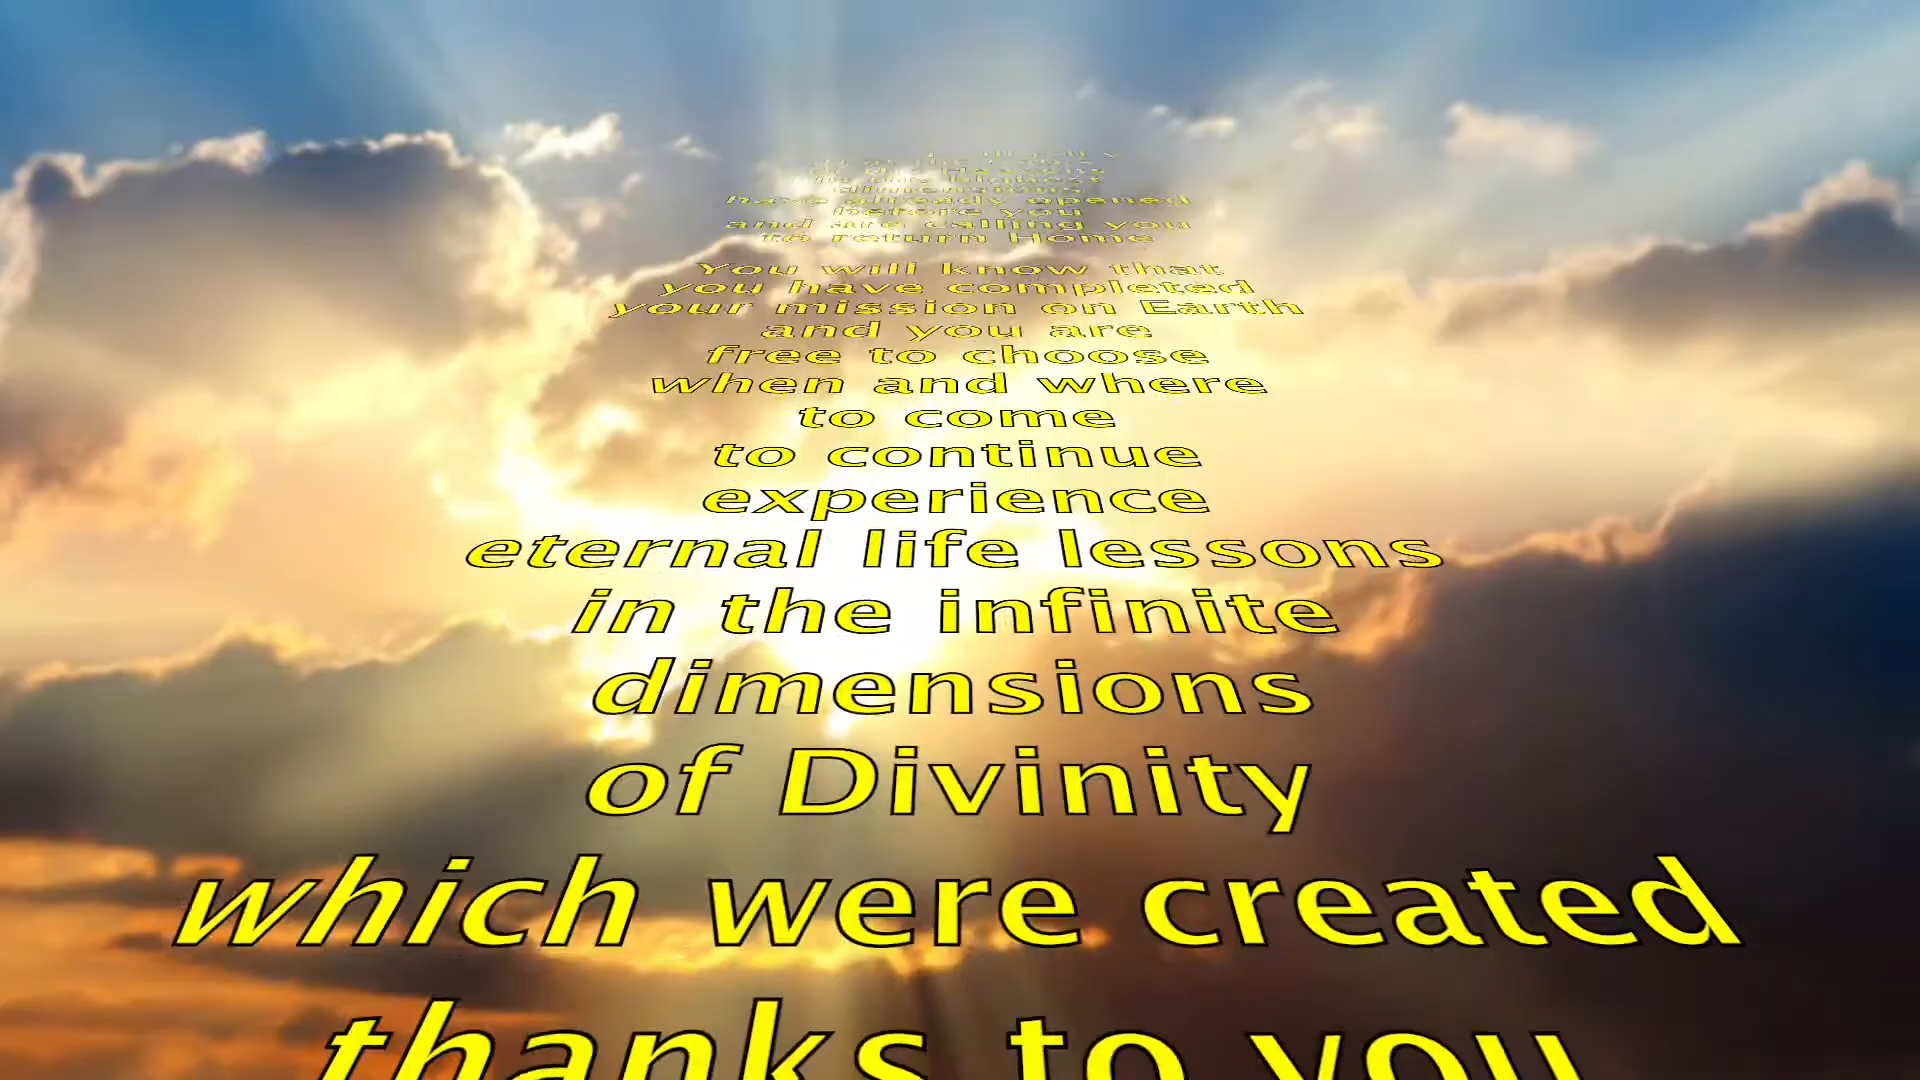 in the highest
dimensions
have already opened
before you
and are calling you
to return Home
You will know that
you have completed
your mission on Earth
and you are
free to choose
when and where
to come
to continue
experience
eternal life lessons
in the infinite
dimensions
of Divinity
which were created
thanks to you